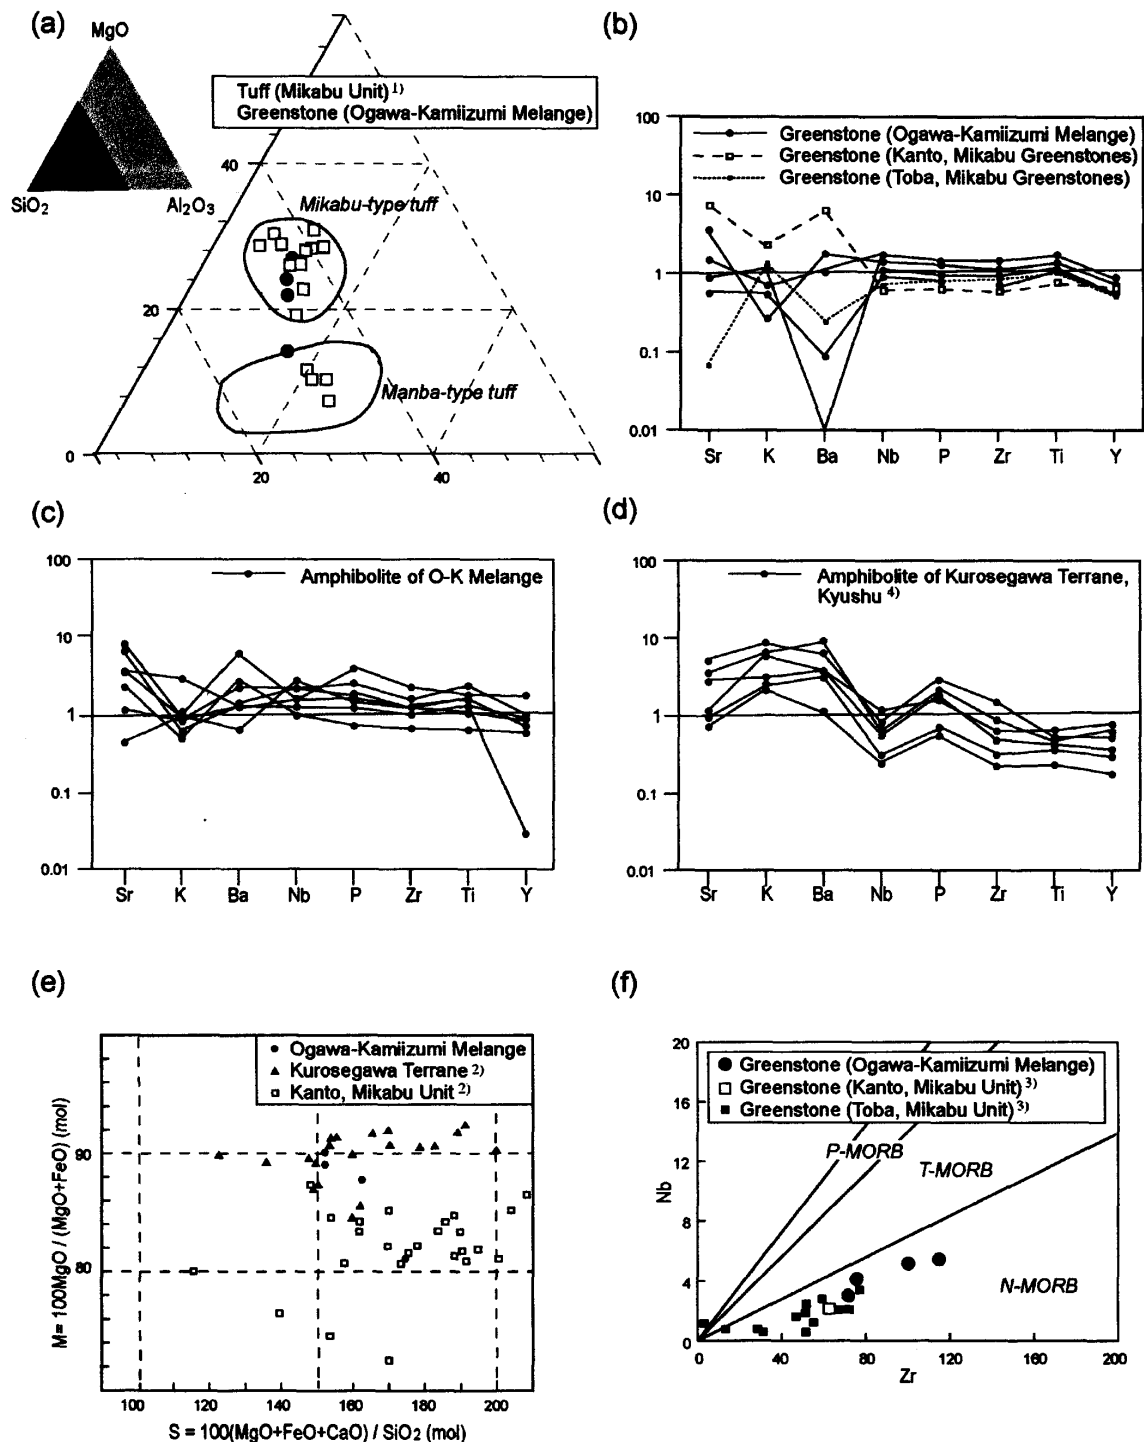 (a)
MgO
SiO2
Al2O3
Tuff (Mikabu Unit) 1)
Greenstone (Ogawa-Kamiizumi Melange)
40
Mikabu-type tuff
20
Manba-type tuff
0
20
40
(b)
100
10
1
0.1
0.01
Greenstone (Ogawa-Kamiizumi Melange)
Greenstone (Kanto, Mikabu Greenstones)
Greenstone (Toba, Mikabu Greenstones)
Sr K Ba Nb P Zr Ti Y
(c)
100
10
1
0.1
0.01
Amphibolite of O-K Melange
Sr K Ba Nb P Zr Ti Y
(d)
100
10
1
0.1
0.01
Amphibolite of Kurosegawa Terrane,
Kyushu 4)
Sr K Ba Nb P Zr Ti Y
(e)
Ogawa-Kamiizumi Melange
Kurosegawa Terrane 2)
Kanto, Mikabu Unit 2)
M= 100MgO / (MgO+FeO) (mol)
90
80
100 120 140 160 180 200
S = 100(MgO+FeO+CaO) / SiO2 (mol)
(f)
Nb
20
16
12
8
4
0
Greenstone (Ogawa-Kamiizumi Melange)
Greenstone (Kanto, Mikabu Unit) 3)
Greenstone (Toba, Mikabu Unit) 3)
P-MORB
T-MORB
N-MORB
0 40 80 120 160 200
Zr